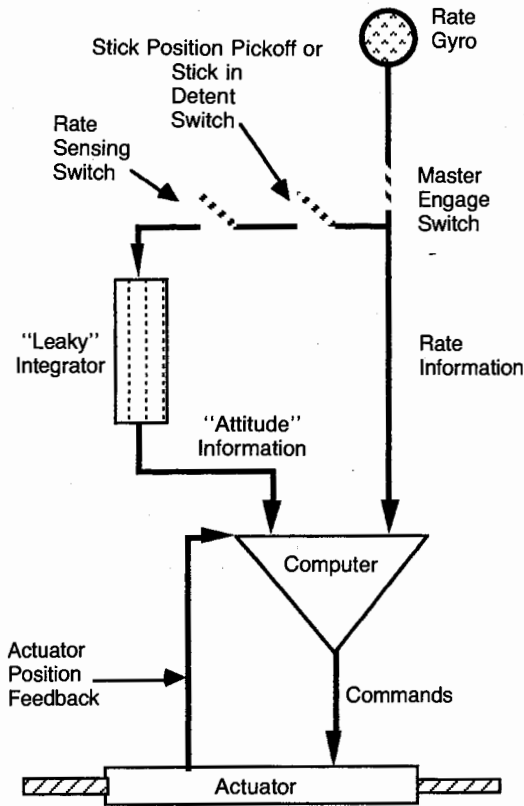 Rate
Gyro
Stick Position Pickoff or
Stick in
Detent
Switch
Rate
Sensing
Switch
Master
Engage
Switch
"Leaky"
Integrator
Rate
Information
"Attitude"
Information
Computer
Actuator
Position
Feedback
Commands
Actuator